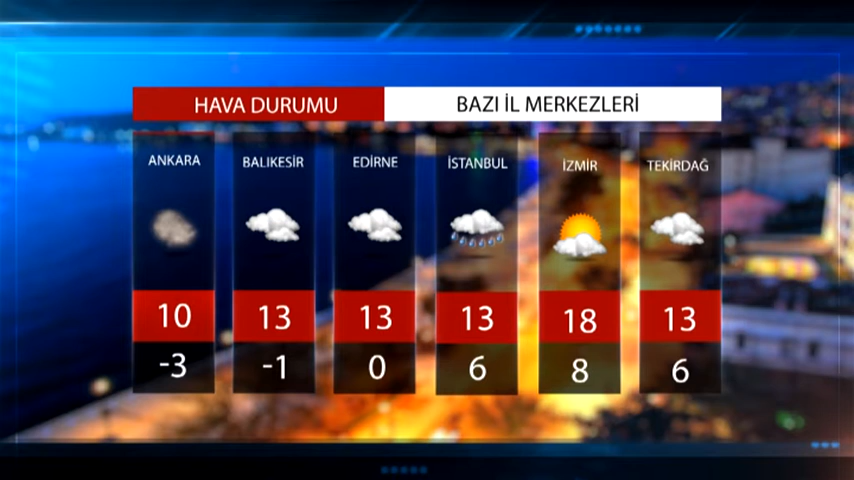 HAVA DURUMU
BAZI İL MERKEZLERİ
ANKARA BALIKESİR EDİRNE İSTANBUL İZMİR TEKİRDAĞ
10 13 13 13 18 13
-3 -1 0 6 8 6